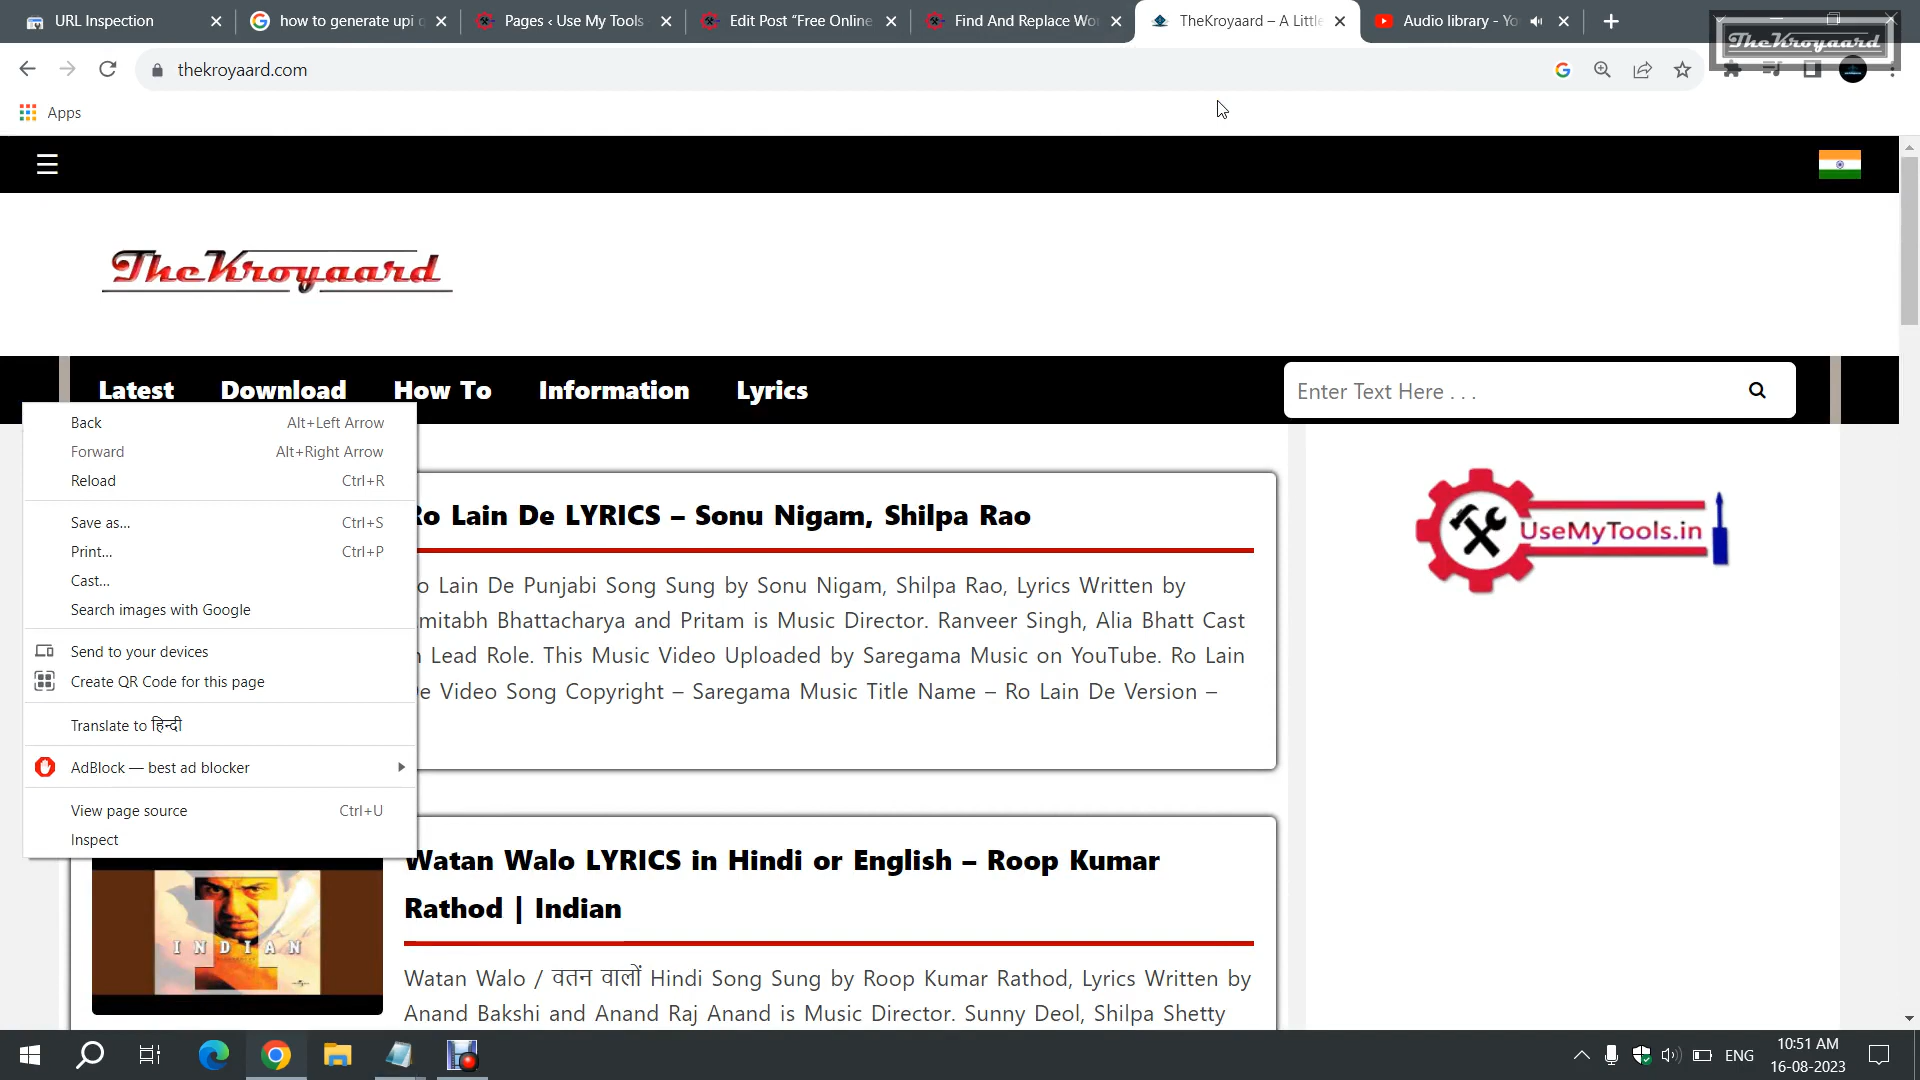 URL Inspection
how to generate upi q
Pages ‹ Use My Tools
Edit Post “Free Online
Find And Replace Wo
TheKroyaard – A Little
Audio library - Yo
TheKroyaard
thekroyaard.com
Apps
TheKroyaard
Latest
Download
How To
Information
Lyrics
Enter Text Here . . .
Back Alt+Left Arrow
Forward Alt+Right Arrow
Reload Ctrl+R
Save as... Ctrl+S
Print... Ctrl+P
Cast...
Search images with Google
Send to your devices
Create QR Code for this page
Translate to हिन्दी
AdBlock — best ad blocker
View page source Ctrl+U
Inspect
Ro Lain De LYRICS – Sonu Nigam, Shilpa Rao
o Lain De Punjabi Song Sung by Sonu Nigam, Shilpa Rao, Lyrics Written by
mitabh Bhattacharya and Pritam is Music Director. Ranveer Singh, Alia Bhatt Cast
n Lead Role. This Music Video Uploaded by Saregama Music on YouTube. Ro Lain
e Video Song Copyright – Saregama Music Title Name – Ro Lain De Version –
UseMyTools.in
INDIAN
Watan Walo LYRICS in Hindi or English – Roop Kumar
Rathod | Indian
Watan Walo / वतन वालों Hindi Song Sung by Roop Kumar Rathod, Lyrics Written by
Anand Bakshi and Anand Raj Anand is Music Director. Sunny Deol, Shilpa Shetty
ENG
10:51 AM
16-08-2023